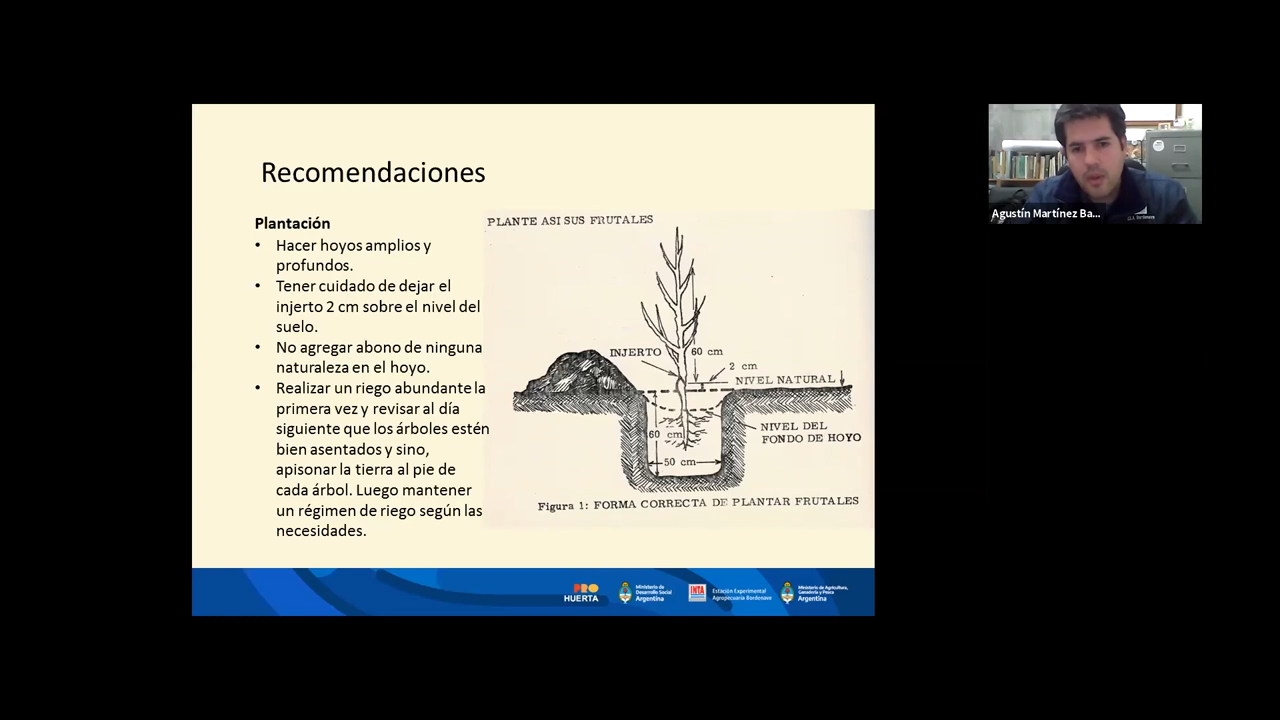 Recomendaciones
Plantación
• Hacer hoyos amplios y
profundos.
• Tener cuidado de dejar el
injerto 2 cm sobre el nivel del
suelo.
• No agregar abono de ninguna
naturaleza en el hoyo.
• Realizar un riego abundante la
primera vez y revisar al día
siguiente que los árboles estén
bien asentados y sino,
apisonar la tierra al pie de
cada árbol. Luego mantener
un régimen de riego según las
necesidades.
PLANTE ASI SUS FRUTALES
INJERTO
60 cm
2 cm
NIVEL NATURAL
60 cm
NIVEL DEL
FONDO DE HOYO
50 cm
Figura 1: FORMA CORRECTA DE PLANTAR FRUTALES
PRO
HUERTA
Ministerio de
Desarrollo Social
Argentina
INTA
Estación Experimental
Agropecuaria Bordenave
Ministerio de Agricultura,
Ganadería y Pesca
Argentina
Agustín Martínez Ba...